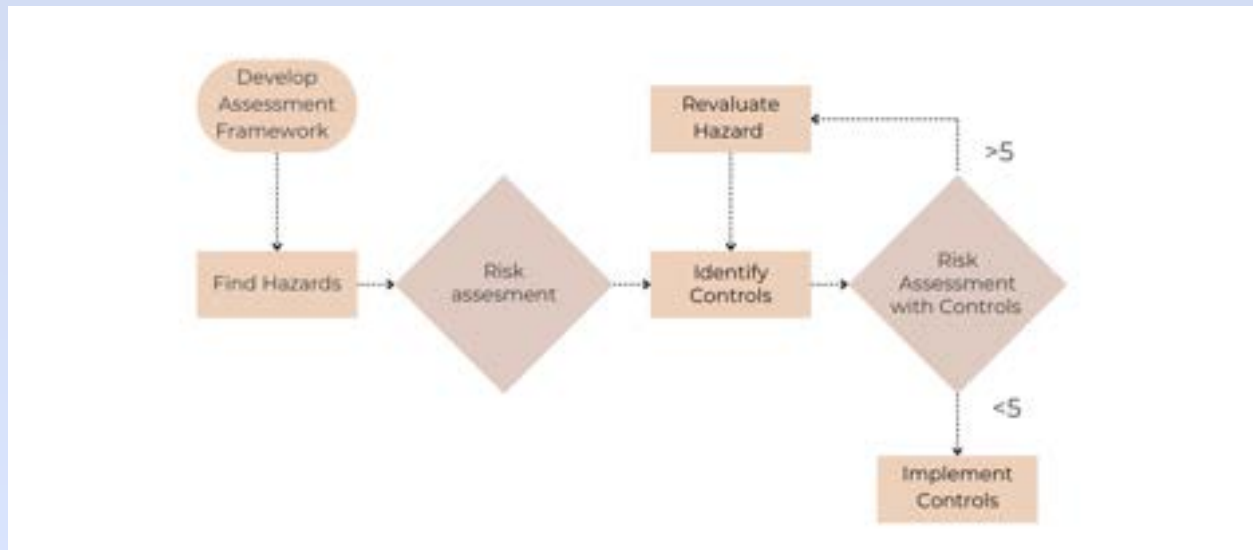 Develop
Assessment
Framework
Revaluate
Hazard
>5
Find Hazards
Risk
assesment
Identify
Controls
Risk
Assessment
with Controls
<5
Implement
Controls